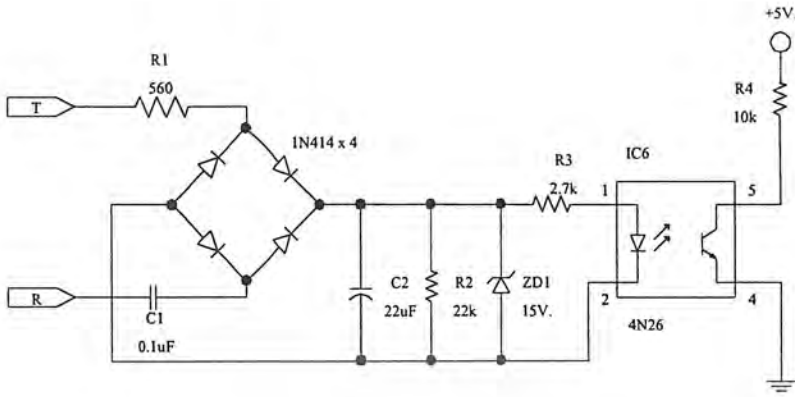 +5V.
R1
560
R4
10k
T
1N414 x 4
R3
2.7k
IC6
1
5
R
C1
0.1uF
C2
22uF
R2
22k
ZD1
15V.
2
4
4N26